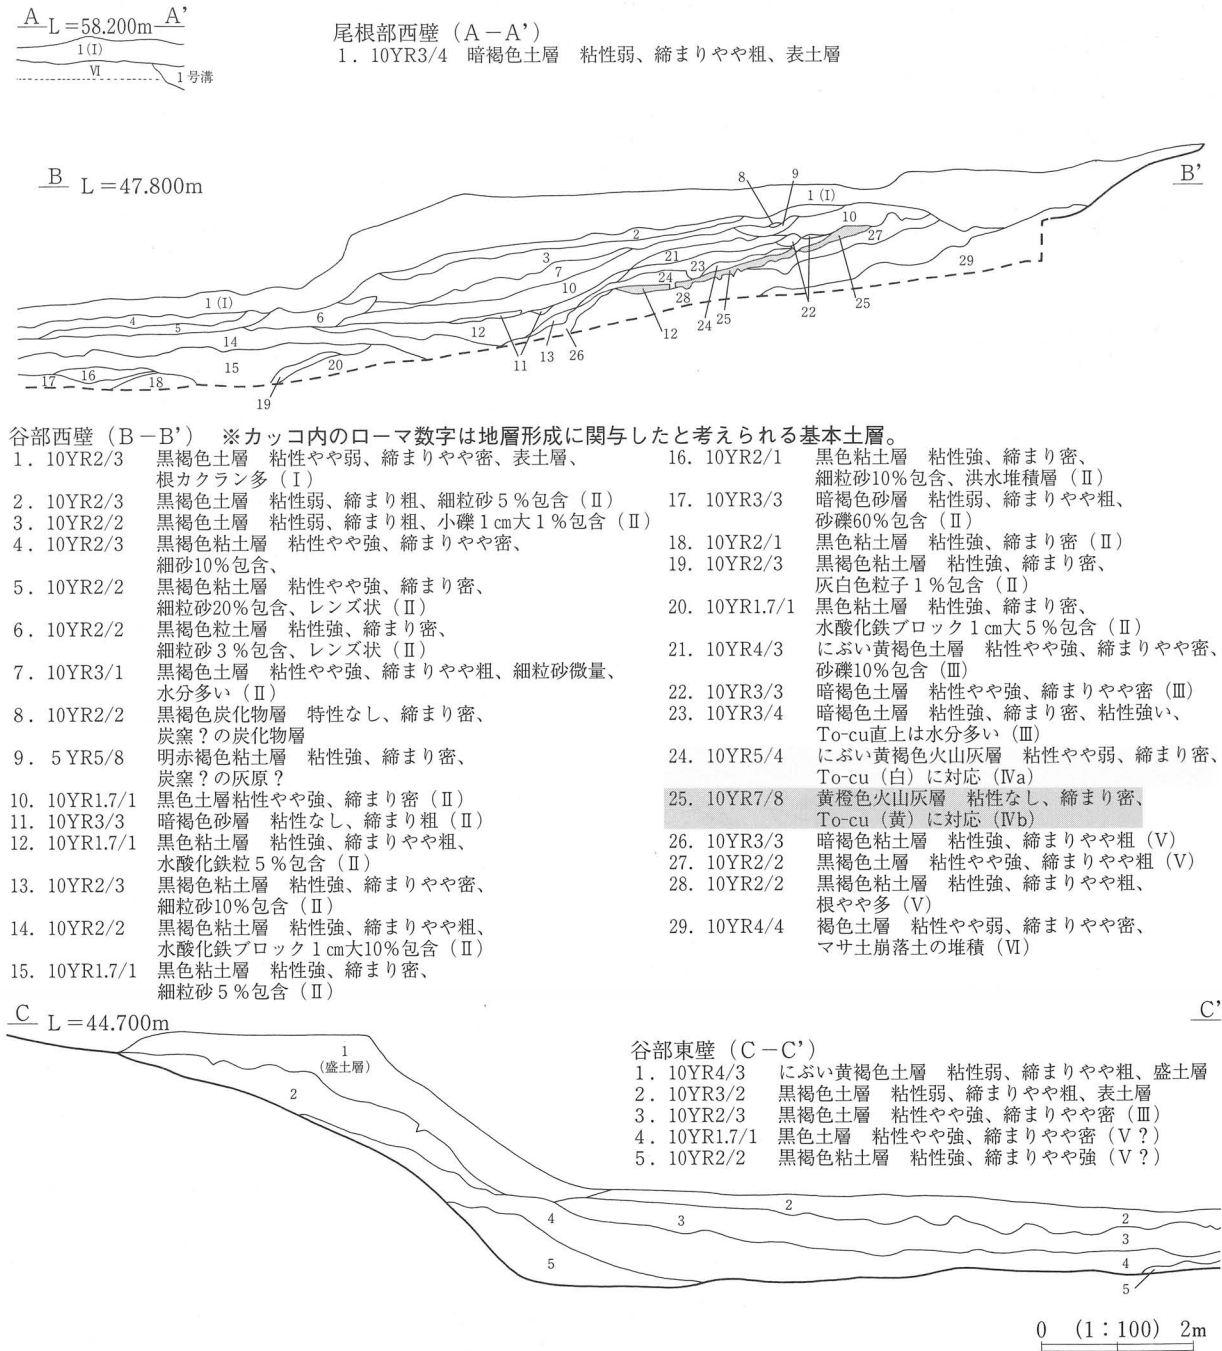 A L=58.200m A’
1(Ⅰ)
Ⅵ
1号溝
尾根部西壁（A－A’）
1. 10YR3/4 暗褐色土層 粘性弱、締まりやや粗、表土層
B L=47.800m
B’
8
9
1(Ⅰ)
10
2
27
3
21
29
7
23
10
24
28
1(Ⅰ)
6
4
5
12
22
25
24 25
12
14
11 13 26
15
20
16
17
18
19
谷部西壁（B－B’） ※カッコ内のローマ数字は地層形成に関与したと考えられる基本土層。
1. 10YR2/3 黒褐色土層 粘性やや弱、締まりやや密、表土層、
根カクラン多（Ⅰ）
2. 10YR2/3 黒褐色土層 粘性弱、締まり粗、細粒砂5％包含（Ⅱ）
3. 10YR2/2 黒褐色土層 粘性弱、締まり粗、小礫1㎝大1％包含（Ⅱ）
4. 10YR2/3 黒褐色粘土層 粘性やや強、締まりやや密、
細砂10％包含、
5. 10YR2/2 黒褐色粘土層 粘性やや強、締まり密、
細粒砂20％包含、レンズ状（Ⅱ）
6. 10YR2/2 黒褐色粒土層 粘性強、締まり密、
細粒砂3％包含、レンズ状（Ⅱ）
7. 10YR3/1 黒褐色土層 粘性やや強、締まりやや粗、細粒砂微量、
水分多い（Ⅱ）
8. 10YR2/2 黒褐色炭化物層 特性なし、締まり密、
炭窯？の炭化物層
9. 5YR5/8 明赤褐色粘土層 粘性強、締まり密、
炭窯？の灰原？
10. 10YR1.7/1 黒色土層粘性やや強、締まり密（Ⅱ）
11. 10YR3/3 暗褐色砂層 粘性なし、締まり粗（Ⅱ）
12. 10YR1.7/1 黒色粘土層 粘性強、締まりやや粗、
水酸化鉄粒5％包含（Ⅱ）
13. 10YR2/3 黒褐色粘土層 粘性強、締まりやや密、
細粒砂10％包含（Ⅱ）
14. 10YR2/2 黒褐色粘土層 粘性強、締まりやや粗、
水酸化鉄ブロック1㎝大10％包含（Ⅱ）
15. 10YR1.7/1 黒色粘土層 粘性強、締まり密、
細粒砂5％包含（Ⅱ）
16. 10YR2/1 黒色粘土層 粘性強、締まり密、
細粒砂10％包含、洪水堆積層（Ⅱ）
17. 10YR3/3 暗褐色砂層 粘性弱、締まりやや粗、
砂礫60％包含（Ⅱ）
18. 10YR2/1 黒色粘土層 粘性強、締まり密（Ⅱ）
19. 10YR2/3 黒褐色粘土層 粘性強、締まり密、
灰白色粒子1％包含（Ⅱ）
20. 10YR1.7/1 黒色粘土層 粘性強、締まり密、
水酸化鉄ブロック1㎝大5％包含（Ⅱ）
21. 10YR4/3 にぶい黄褐色土層 粘性やや強、締まりやや密、
砂礫10％包含（Ⅲ）
22. 10YR3/3 暗褐色土層 粘性やや強、締まりやや密（Ⅲ）
23. 10YR3/4 暗褐色土層 粘性強、締まり密、粘性強い、
To-cu直上は水分多い（Ⅲ）
24. 10YR5/4 にぶい黄褐色火山灰層 粘性やや弱、締まり密、
To-cu（白）に対応（Ⅳa）
25. 10YR7/8 黄橙色火山灰層 粘性なし、締まり密、
To-cu（黄）に対応（Ⅳb）
26. 10YR3/3 暗褐色粘土層 粘性強、締まりやや粗（Ⅴ）
27. 10YR2/2 黒褐色土層 粘性やや強、締まりやや粗（Ⅴ）
28. 10YR2/2 黒褐色粘土層 粘性強、締まりやや粗、
根やや多（Ⅴ）
29. 10YR4/4 褐色土層 粘性やや弱、締まりやや密、
マサ土崩落土の堆積（Ⅵ）
C L=44.700m
C’
1
（盛土層）
2
谷部東壁（C－C’）
1. 10YR4/3 にぶい黄褐色土層 粘性弱、締まりやや粗、盛土層
2. 10YR3/2 黒褐色土層 粘性弱、締まりやや粗、表土層
3. 10YR2/3 黒褐色土層 粘性やや強、締まりやや密（Ⅲ）
4. 10YR1.7/1 黒色土層 粘性やや強、締まりやや密（Ⅴ？）
5. 10YR2/2 黒褐色粘土層 粘性強、締まりやや強（Ⅴ？）
2
2
4
3
3
5
4
5
0 (1：100) 2m